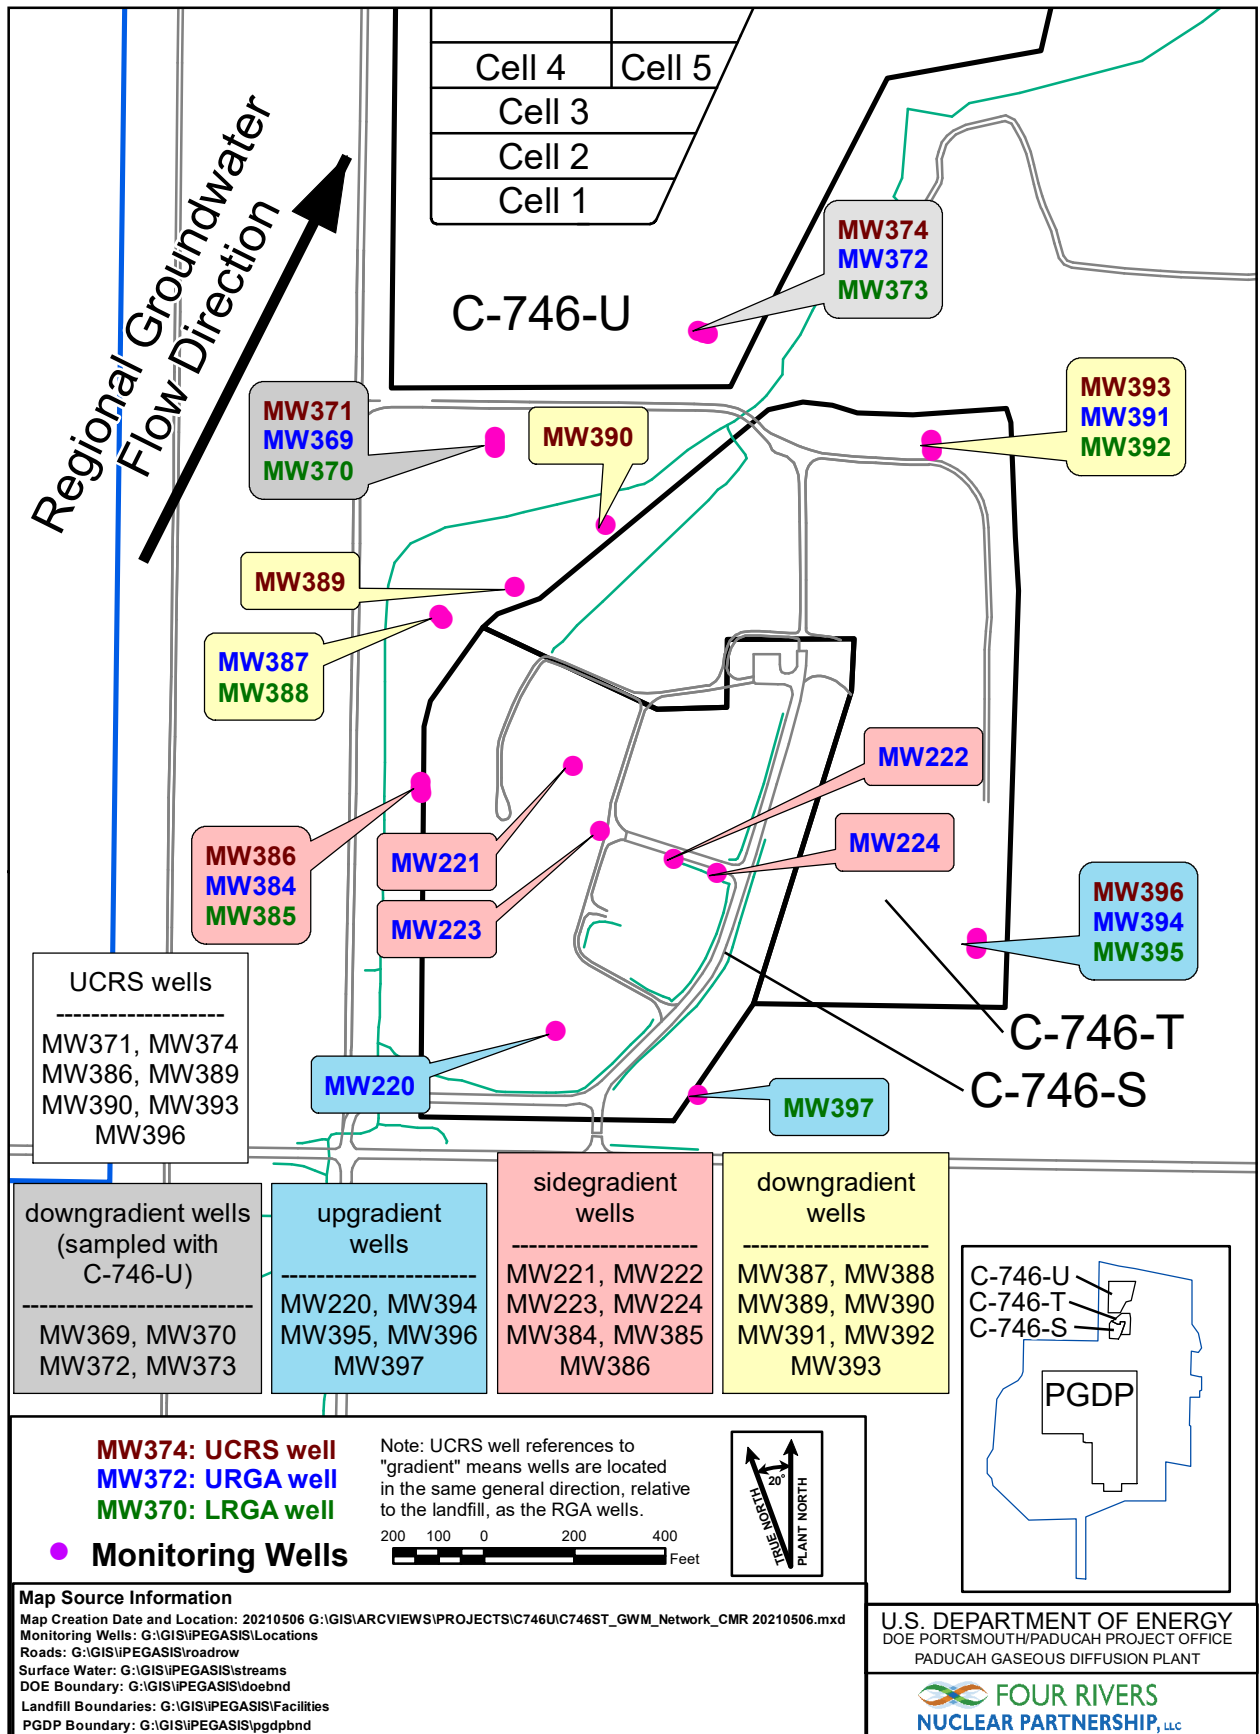 Cell 4
Cell 5
Cell 3
Cell 2
Cell 1
Regional Groundwater
Flow Direction
C-746-U
MW374
MW372
MW373
MW371
MW369
MW370
MW390
MW393
MW391
MW392
MW389
MW387
MW388
MW222
MW224
MW386
MW384
MW385
MW221
MW223
MW396
MW394
MW395
MW220
MW397
C-746-T
C-746-S
UCRS wells
-------------------
MW371, MW374
MW386, MW389
MW390, MW393
MW396
downgradient wells
(sampled with
C-746-U)
--------------------------
MW369, MW370
MW372, MW373
upgradient
wells
----------------------
MW220, MW394
MW395, MW396
MW397
sidegradient
wells
---------------------
MW221, MW222
MW223, MW224
MW384, MW385
MW386
downgradient
wells
---------------------
MW387, MW388
MW389, MW390
MW391, MW392
MW393
C-746-U
C-746-T
C-746-S
PGDP
MW374: UCRS well
MW372: URGA well
MW370: LRGA well
Monitoring Wells
Note: UCRS well references to
"gradient" means wells are located
in the same general direction, relative
to the landfill, as the RGA wells.
200 100 0 200 400
Feet
20°
TRUE NORTH
PLANT NORTH
Map Source Information
Map Creation Date and Location: 20210506 G:\GIS\ARCVIEWS\PROJECTS\C746U\C746ST_GWM_Network_CMR 20210506.mxd
Monitoring Wells: G:\GIS\iPEGASIS\Locations
Roads: G:\GIS\iPEGASIS\roadrow
Surface Water: G:\GIS\iPEGASIS\streams
DOE Boundary: G:\GIS\iPEGASIS\doebnd
Landfill Boundaries: G:\GIS\iPEGASIS\Facilities
PGDP Boundary: G:\GIS\iPEGASIS\pgdpbnd
U.S. DEPARTMENT OF ENERGY
DOE PORTSMOUTH/PADUCAH PROJECT OFFICE
PADUCAH GASEOUS DIFFUSION PLANT
FOUR RIVERS
NUCLEAR PARTNERSHIP, LLC